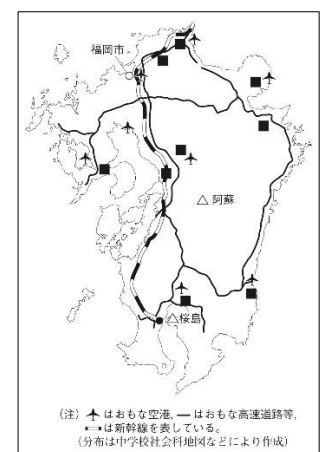 福岡市
△阿蘇
△桜島
(注) ✈はおもな空港，━はおもな高速道路等，
は新幹線を表している。
(分布は中学校社会科地図などにより作成)